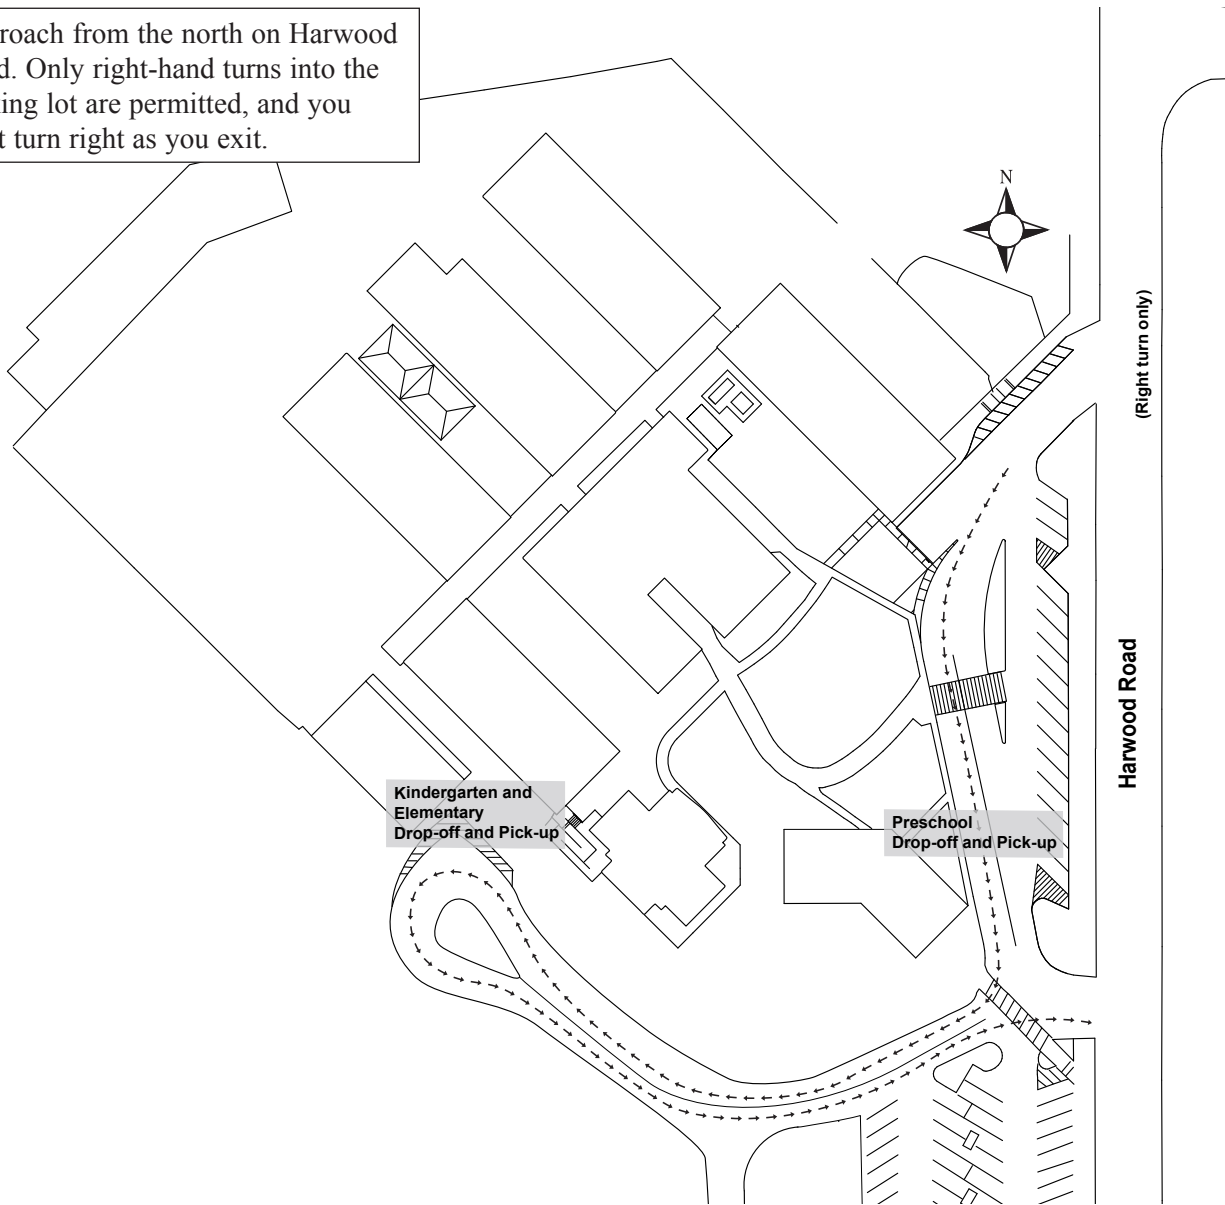 roach from the north on Harwood
d. Only right-hand turns into the
ing lot are permitted, and you
t turn right as you exit.
N
(Right turn only)
Harwood Road
Kindergarten and
Elementary
Drop-off and Pick-up
Preschool
Drop-off and Pick-up